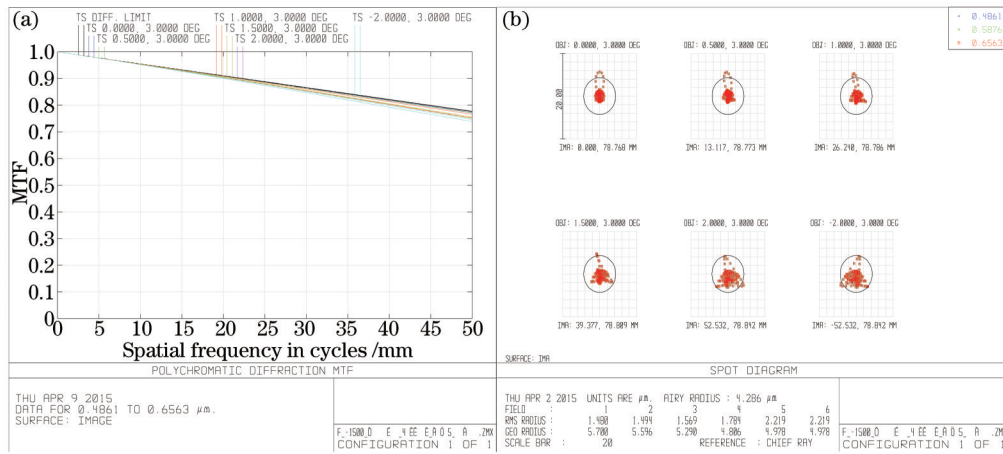 (a)
TS DIFF. LIMIT
TS 1.0000, 3.0000 DEG
TS -2.0000, 3.0000 DEG
TS 0.0000, 3.0000 DEG
TS 1.5000, 3.0000 DEG
TS 0.5000, 3.0000 DEG
TS 2.0000, 3.0000 DEG
1.0
0.9
0.8
0.7
0.6
0.5
0.4
0.3
0.2
0.1
0
MTF
0 5 10 15 20 25 30 35 40 45 50
Spatial frequency in cycles /mm
POLYCHROMATIC DIFFRACTION MTF
THU APR 9 2015
DATA FOR 0.4861 TO 0.6563 µm.
SURFACE: IMAGE
CONFIGURATION 1 OF 1
(b)
0.4861
0.5876
0.6563
OBJ: 0.0000, 3.0000 DEG
OBJ: 0.5000, 3.0000 DEG
OBJ: 1.0000, 3.0000 DEG
20.00
IMA: 0.000, 78.768 MM
IMA: 13.117, 78.773 MM
IMA: 26.240, 78.786 MM
OBJ: 1.5000, 3.0000 DEG
OBJ: 2.0000, 3.0000 DEG
OBJ: -2.0000, 3.0000 DEG
IMA: 39.377, 78.809 MM
IMA: 52.532, 78.842 MM
IMA: -52.532, 78.842 MM
SURFACE: IMA
SPOT DIAGRAM
THU APR 2 2015 UNITS ARE µm. AIRY RADIUS : 4.286 µm
FIELD : 1 2 3 4 5 6
RMS RADIUS : 1.480 1.494 1.569 1.784 2.219 2.219
GEO RADIUS : 5.700 5.596 5.290 4.806 4.978 4.978
SCALE BAR : 20 REFERENCE : CHIEF RAY
CONFIGURATION 1 OF 1